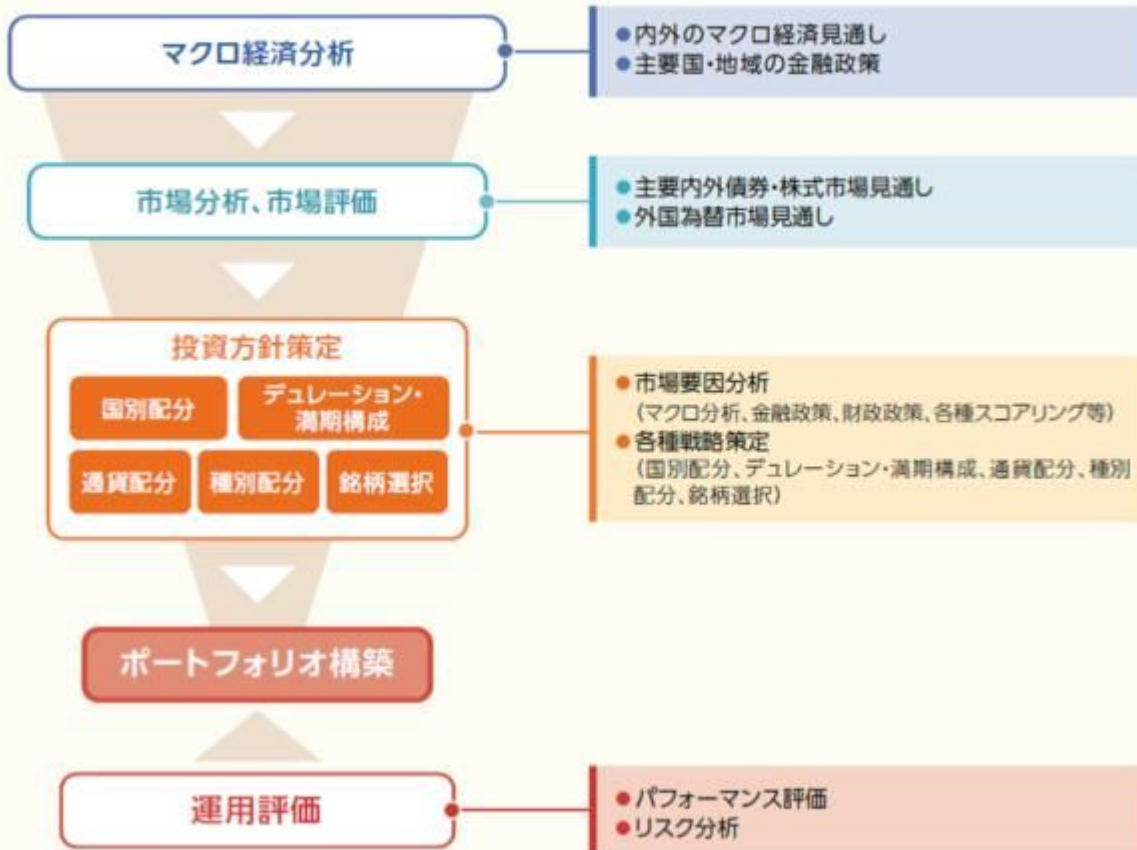 マクロ経済分析
●内外のマクロ経済見通し
●主要国・地域の金融政策
市場分析、市場評価
●主要内外債券・株式市場見通し
●外国為替市場見通し
投資方針策定
国別配分
デュレーション・
満期構成
通貨配分
種別配分
銘柄選択
●市場要因分析
(マクロ分析、金融政策、財政政策、各種スコアリング等)
●各種戦略策定
(国別配分、デュレーション・満期構成、通貨配分、種別
配分、銘柄選択)
ポートフォリオ構築
運用評価
●パフォーマンス評価
●リスク分析